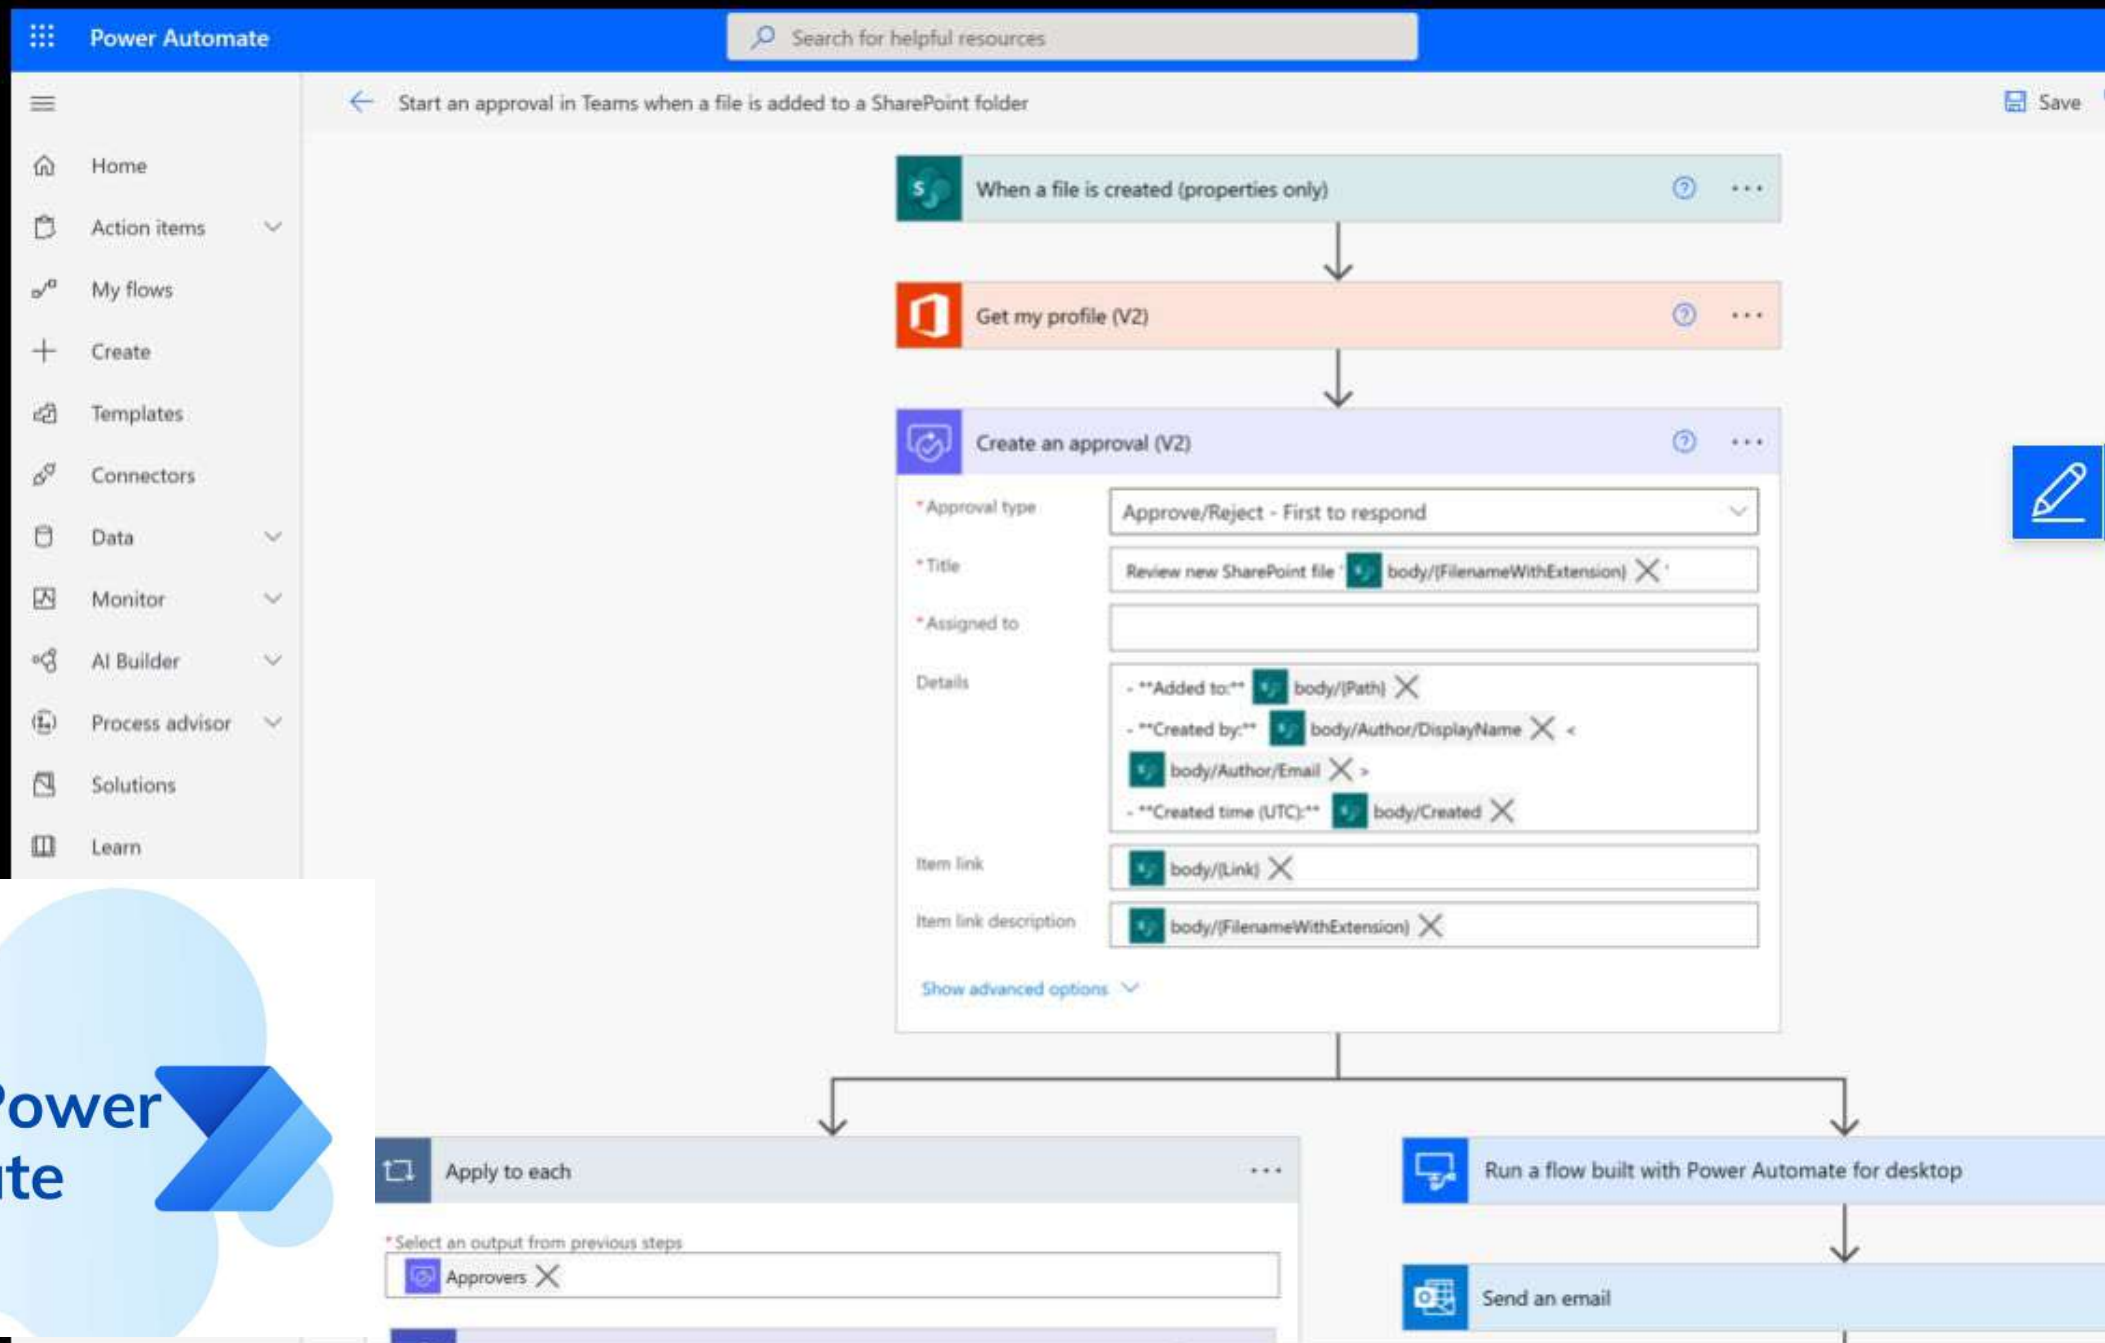 Power Automate
Search for helpful resources
Start an approval in Teams when a file is added to a SharePoint folder
Save
Home
Action items
My flows
Create
Templates
Connectors
Data
Monitor
AI Builder
Process advisor
Solutions
Learn
When a file is created (properties only)
Get my profile (V2)
Create an approval (V2)
* Approval type
Approve/Reject - First to respond
* Title
Review new SharePoint file ' body/{FilenameWithExtension} '
* Assigned to
Details
- **Added to:** body/{Path}
- **Created by:** body/Author/DisplayName <
body/Author/Email >
- **Created time (UTC):** body/Created
Item link
body/{Link}
Item link description
body/{FilenameWithExtension}
Show advanced options
Apply to each
* Select an output from previous steps
Approvers
Run a flow built with Power Automate for desktop
Send an email
Power
te